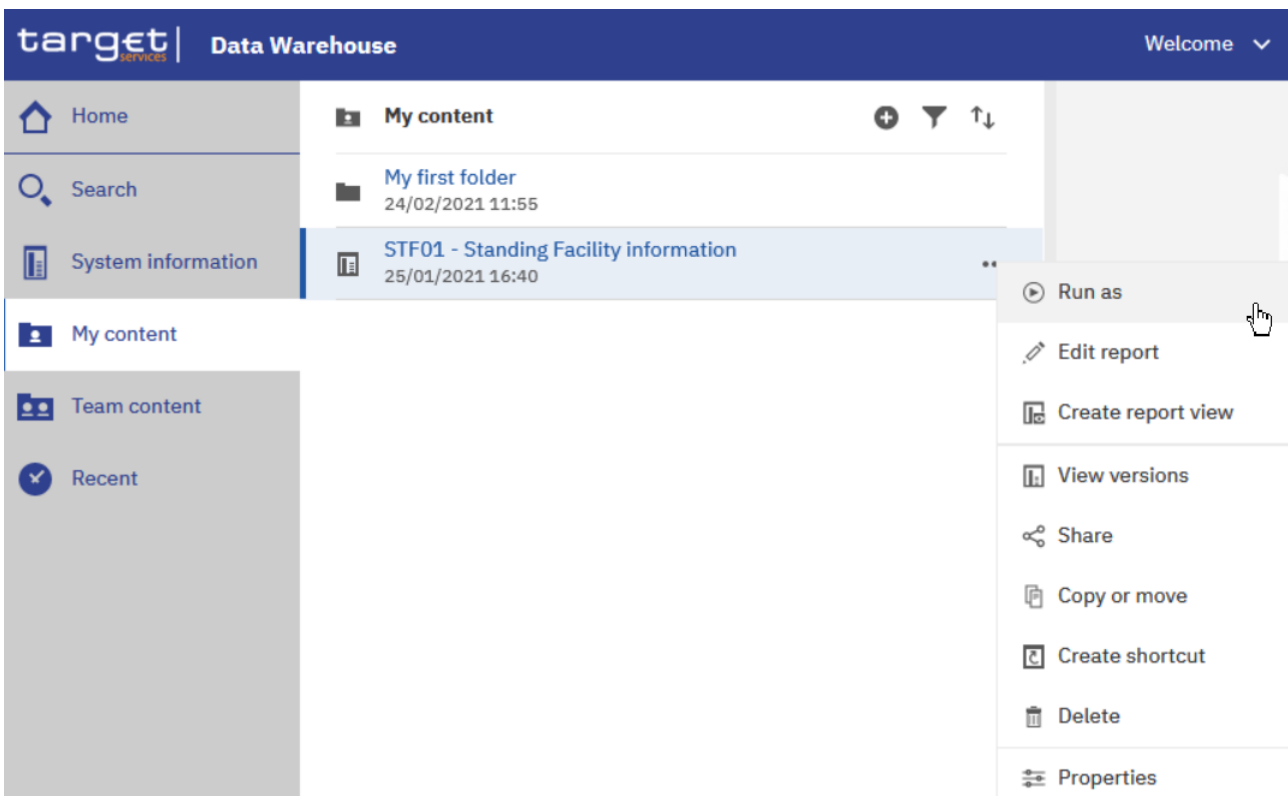 target services Data Warehouse Welcome
Home
Search
System information
My content
Team content
Recent
My content
My first folder
24/02/2021 11:55
STF01 - Standing Facility information
25/01/2021 16:40
Run as
Edit report
Create report view
View versions
Share
Copy or move
Create shortcut
Delete
Properties